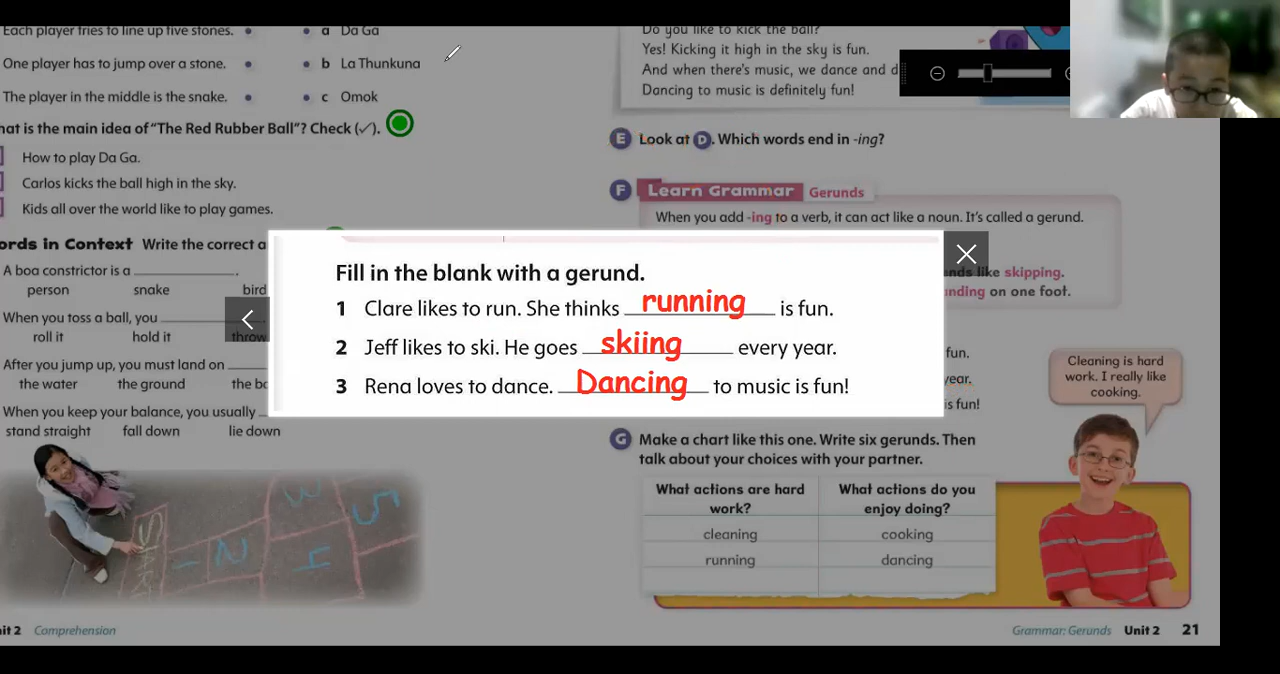 Each player tries to line up five stones. • • a Da Ga
One player has to jump over a stone. • • b La Thunkuna
The player in the middle is the snake. • • c Omok
hat is the main idea of "The Red Rubber Ball"? Check (✓).
How to play Da Ga.
Carlos kicks the ball high in the sky.
Kids all over the world like to play games.
ords in Context Write the correct a
A boa constrictor is a ____________.
person snake bird
When you toss a ball, you ____________
roll it hold it throw
After you jump up, you must land on ______
the water the ground the bo
When you keep your balance, you usually
stand straight fall down lie down
START
1 2 3 4 5
nit 2 Comprehension
Do you like to kick the ball?
Yes! Kicking it high in the sky is fun.
And when there's music, we dance and d
Dancing to music is definitely fun!
E Look at D. Which words end in -ing?
F Learn Grammar Gerunds
When you add -ing to a verb, it can act like a noun. It's called a gerund.
nds like skipping.
nding on one foot.
Fill in the blank with a gerund.
1 Clare likes to run. She thinks running is fun.
2 Jeff likes to ski. He goes skiing every year.
3 Rena loves to dance. Dancing to music is fun!
fun.
year.
is fun!
Cleaning is hard
work. I really like
cooking.
G Make a chart like this one. Write six gerunds. Then
talk about your choices with your partner.
What actions are hard What actions do you
work? enjoy doing?
cleaning cooking
running dancing
Grammar: Gerunds Unit 2 21